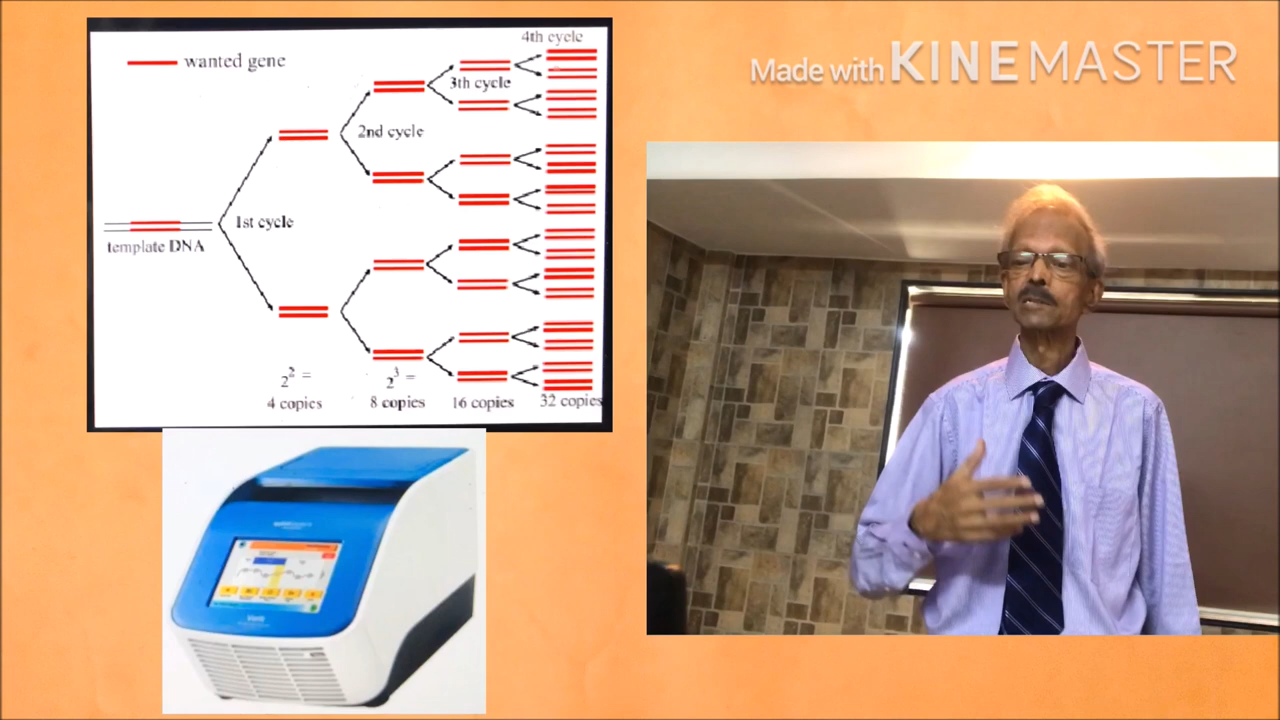 Made with KINEMASTER
wanted gene
4th cycle
3th cycle
2nd cycle
1st cycle
template DNA
2² =
2³ =
4 copies
8 copies
16 copies
32 copies